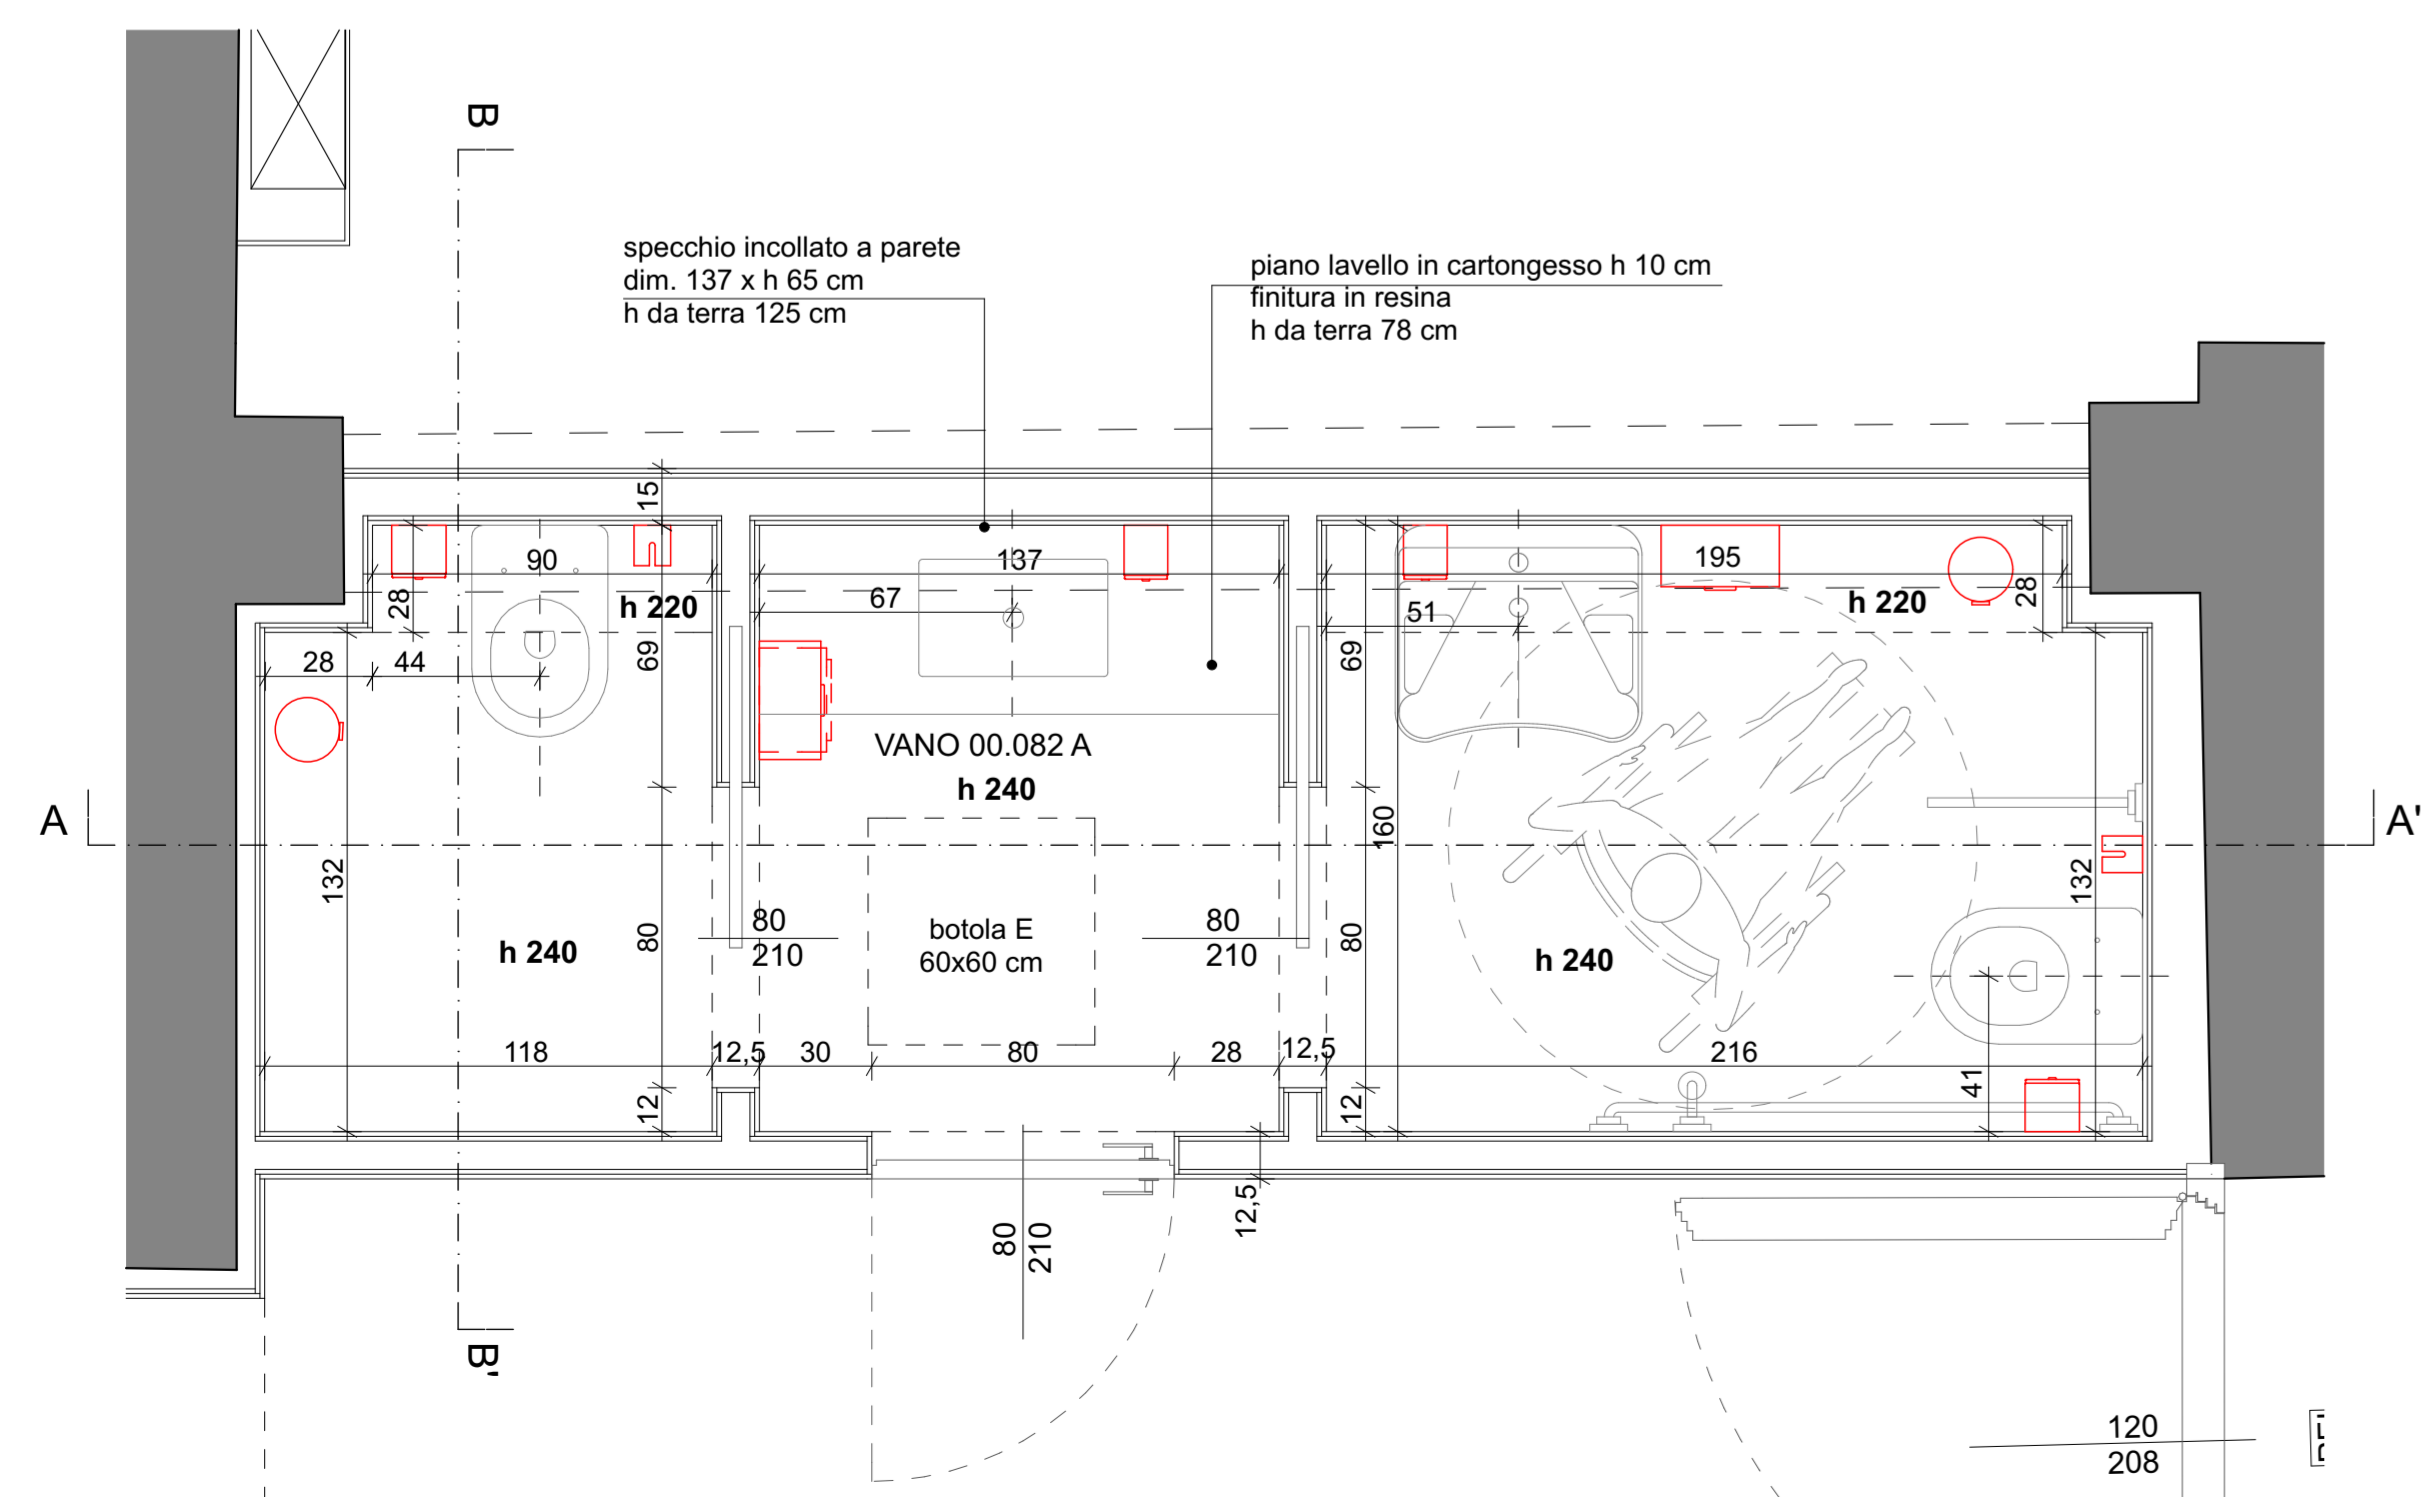 B
specchio incollato a parete
dim. 137 x h 65 cm
h da terra 125 cm
piano lavello in cartongesso h 10 cm
finitura in resina
h da terra 78 cm
15
90
137
195
28
h 220
67
51
h 220
28
28
44
69
69
VANO 00.082 A
h 240
A
A'
132
160
132
80
80
210
botola E
60x60 cm
80
210
80
h 240
h 240
118
12,5
30
80
28
12,5
216
12
12
41
80
210
12,5
B'
120
208